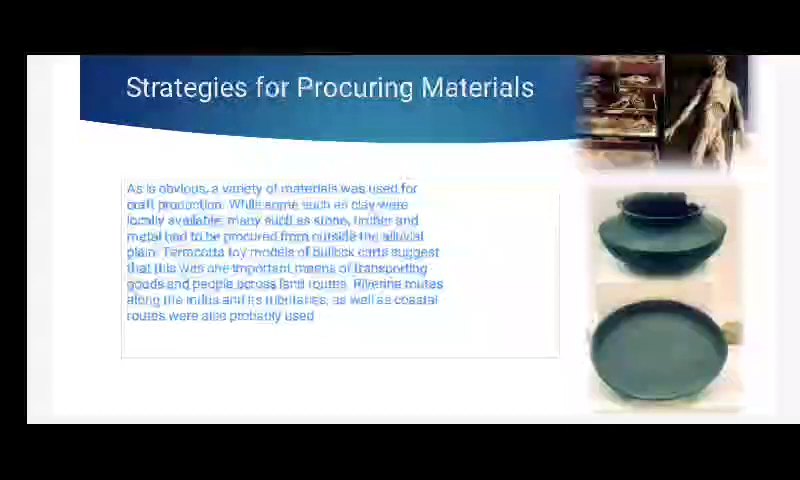 Strategies for Procuring Materials
As is obvious, a variety of materials was used for
craft production. While some such as clay were
locally available, many such as stone, timber and
metal had to be procured from outside the alluvial
plain. Terracotta toy models of bullock carts suggest
that this was one important means of transporting
goods and people across land routes. Riverine routes
along the Indus and its tributaries, as well as coastal
routes were also probably used